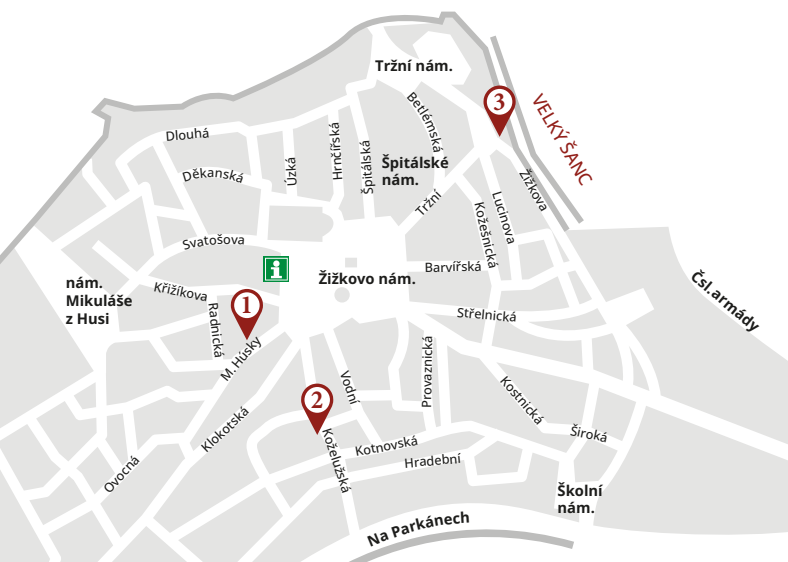 Tržní nám.
3
VELKÝ ŠANC
Betlémská
Dlouhá
Úzká
Hrnčířská
Špitálská
Špitálské
nám.
Děkanská
Tržní
Žižkova
Lucinova
Kožešnická
Svatošova
i
Žižkovo nám.
Barvířská
nám.
Mikuláše
z Husi
Křižíkova
Radnická
1
M. Húsky
Střelnická
Čsl.armády
Provaznická
Vodní
2
Kostnická
Klokotská
Koželužská
Kotnovská
Široká
Hradební
Ovocná
Školní
nám.
Na Parkánech